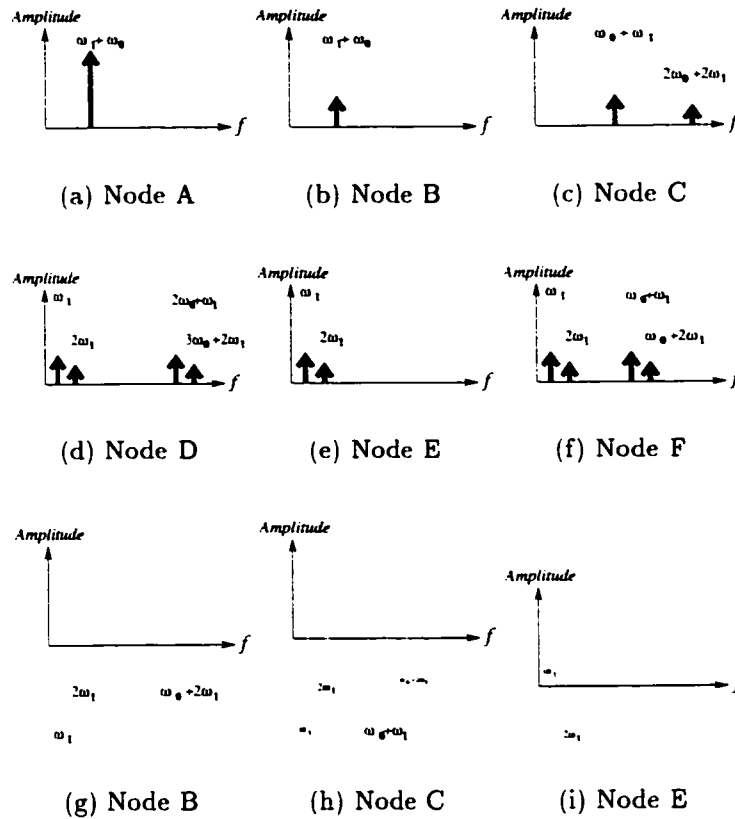 Amplitude Amplitude Amplitude
ω₁+ω₀ ω₁+ω₀ ω₀+ω₁
2ω₀+2ω₁
f f f
(a) Node A (b) Node B (c) Node C
Amplitude Amplitude Amplitude
ω₁ 2ω₀+ω₁ ω₁ ω₁ ω₀+ω₁
2ω₁ 3ω₀+2ω₁ 2ω₁ 2ω₁ ω₀+2ω₁
f f f
(d) Node D (e) Node E (f) Node F
Amplitude Amplitude Amplitude
f f f
2ω₁ ω₀+2ω₁ 2ω₁ ω₁
ω₁ ω₁ ω₀+ω₁ 2ω₁
(g) Node B (h) Node C (i) Node E